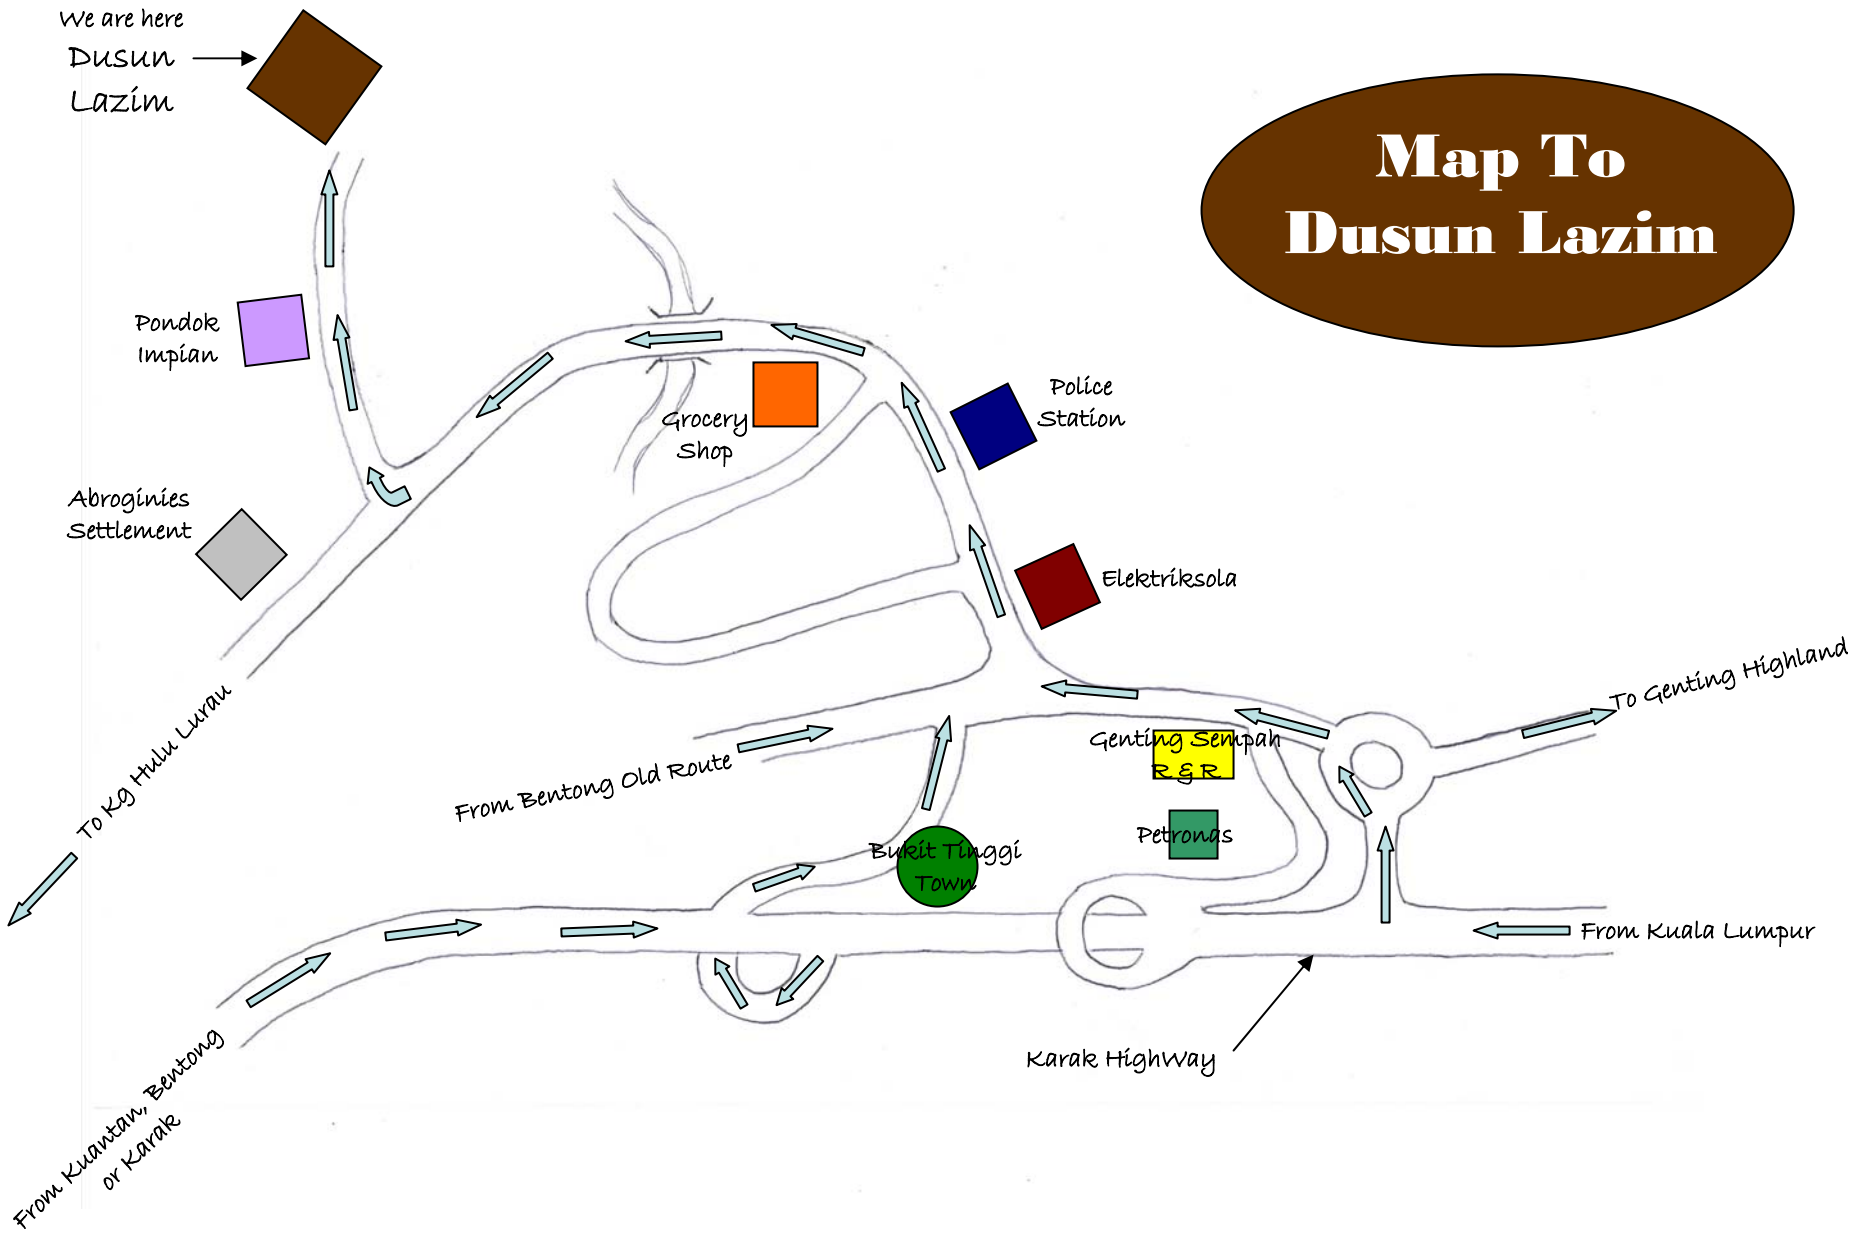 We are here
Dusun
Lazim
Map To
Dusun Lazim
Pondok
Impian
Grocery
Shop
Police
Station
Abroginies
Settlement
Elektriksola
To Genting Highland
To Kg Hulu Lurau
From Bentong Old Route
Genting Sempah
R & R
Petronas
Bukit Tinggi
Town
From Kuala Lumpur
Karak HighWay
From Kuantan, Bentong
or Karak